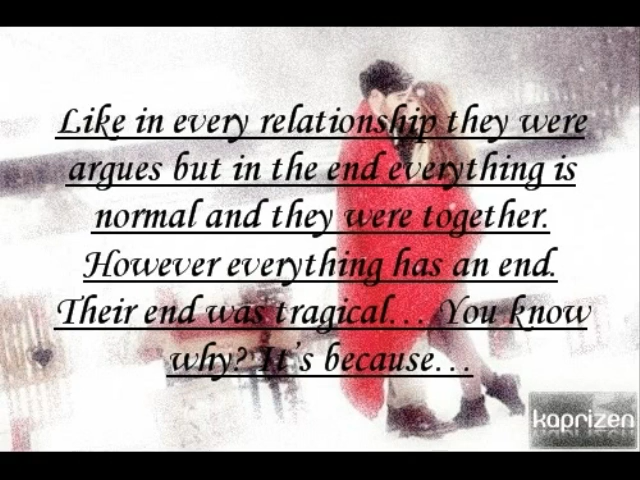 Like in every relationship they were
argues but in the end everything is
normal and they were together.
However everything has an end.
Their end was tragical… You know
why? It's because…
kaprizen